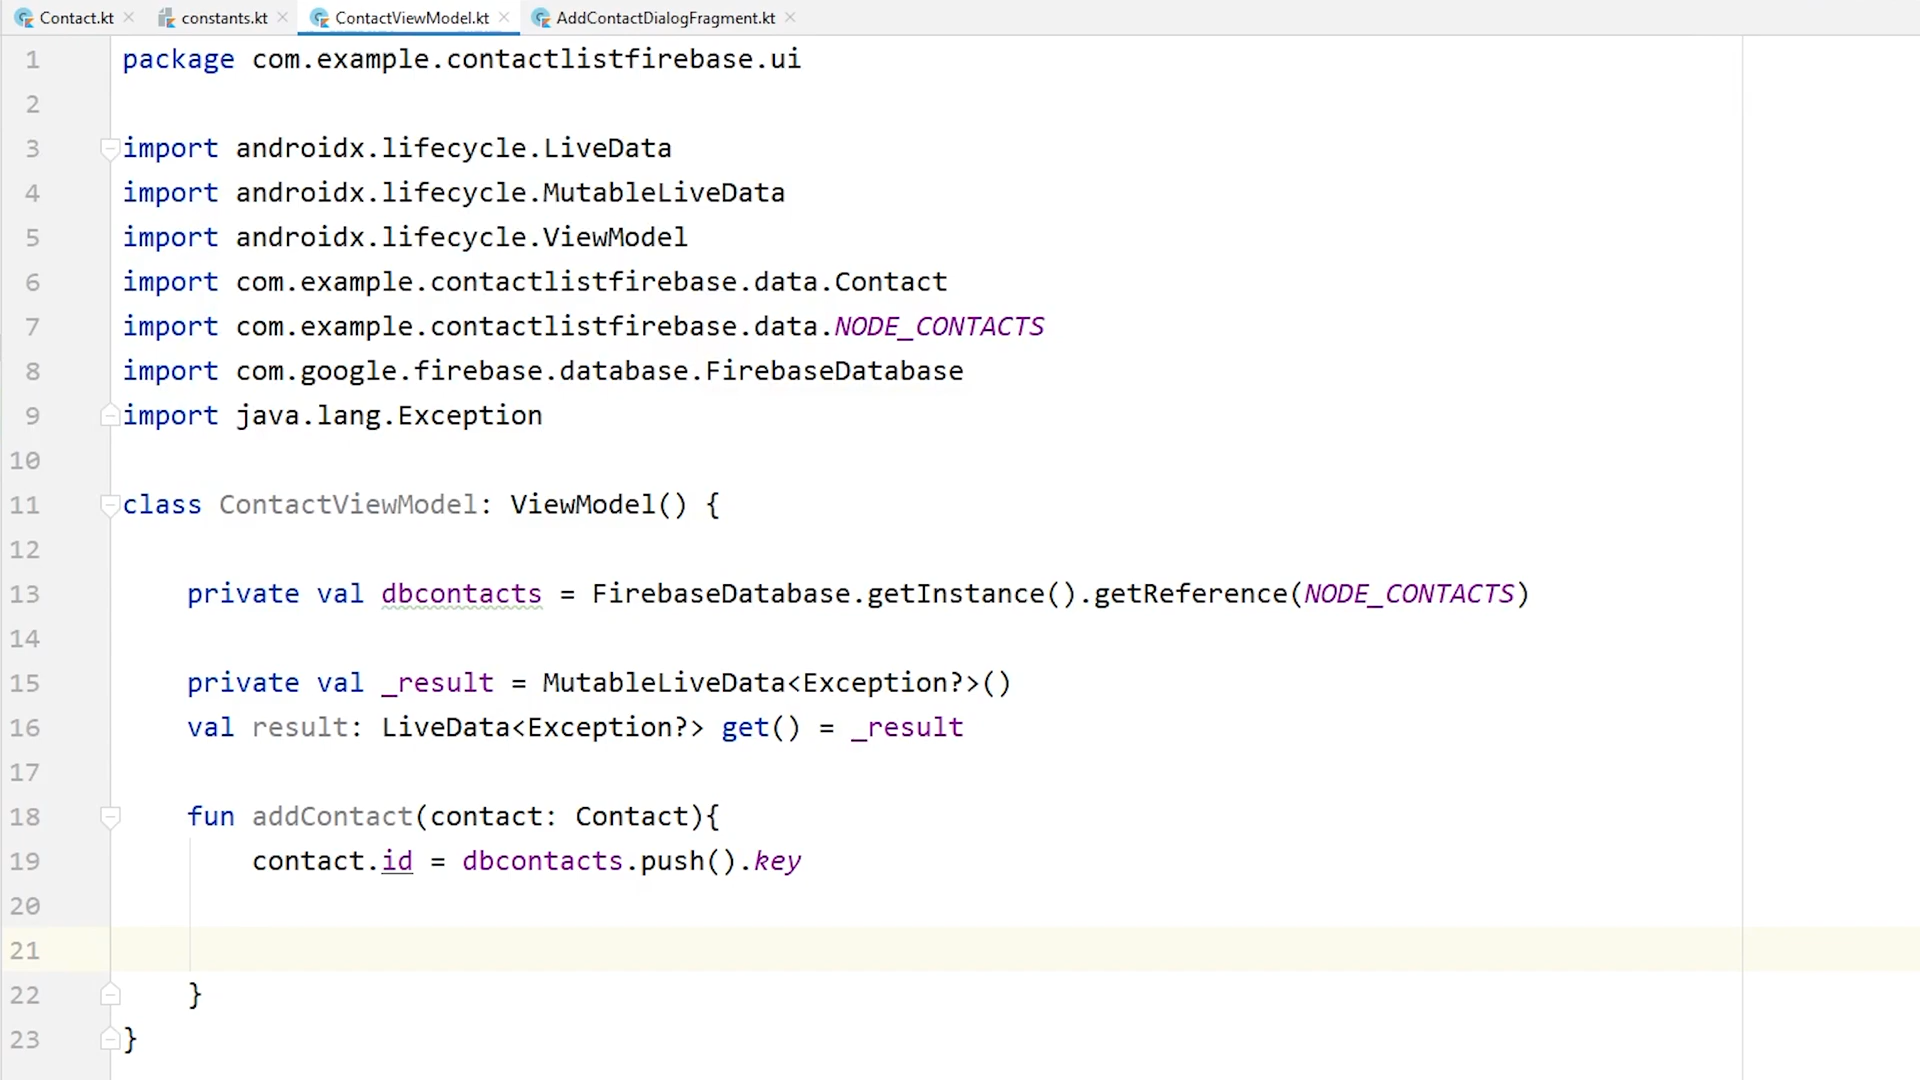 Contact.kt constants.kt ContactViewModel.kt AddContactDialogFragment.kt
1 package com.example.contactlistfirebase.ui
2
3 import androidx.lifecycle.LiveData
4 import androidx.lifecycle.MutableLiveData
5 import androidx.lifecycle.ViewModel
6 import com.example.contactlistfirebase.data.Contact
7 import com.example.contactlistfirebase.data.NODE_CONTACTS
8 import com.google.firebase.database.FirebaseDatabase
9 import java.lang.Exception
10
11 class ContactViewModel: ViewModel() {
12
13 private val dbcontacts = FirebaseDatabase.getInstance().getReference(NODE_CONTACTS)
14
15 private val _result = MutableLiveData<Exception?>()
16 val result: LiveData<Exception?> get() = _result
17
18 fun addContact(contact: Contact){
19 contact.id = dbcontacts.push().key
20
21
22 }
23 }